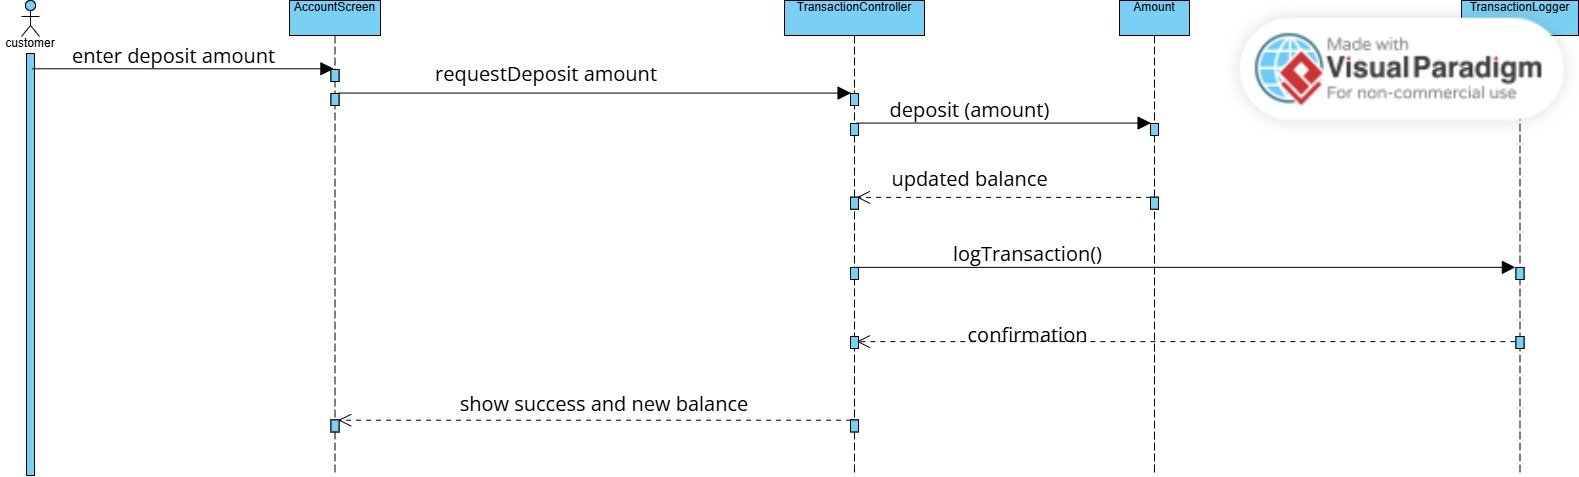 AccountScreen
TransactionController
Amount
TransactionLogger
customer
Made with
Visual Paradigm
For non-commercial use
enter deposit amount
requestDeposit amount
deposit (amount)
updated balance
logTransaction()
confirmation
show success and new balance